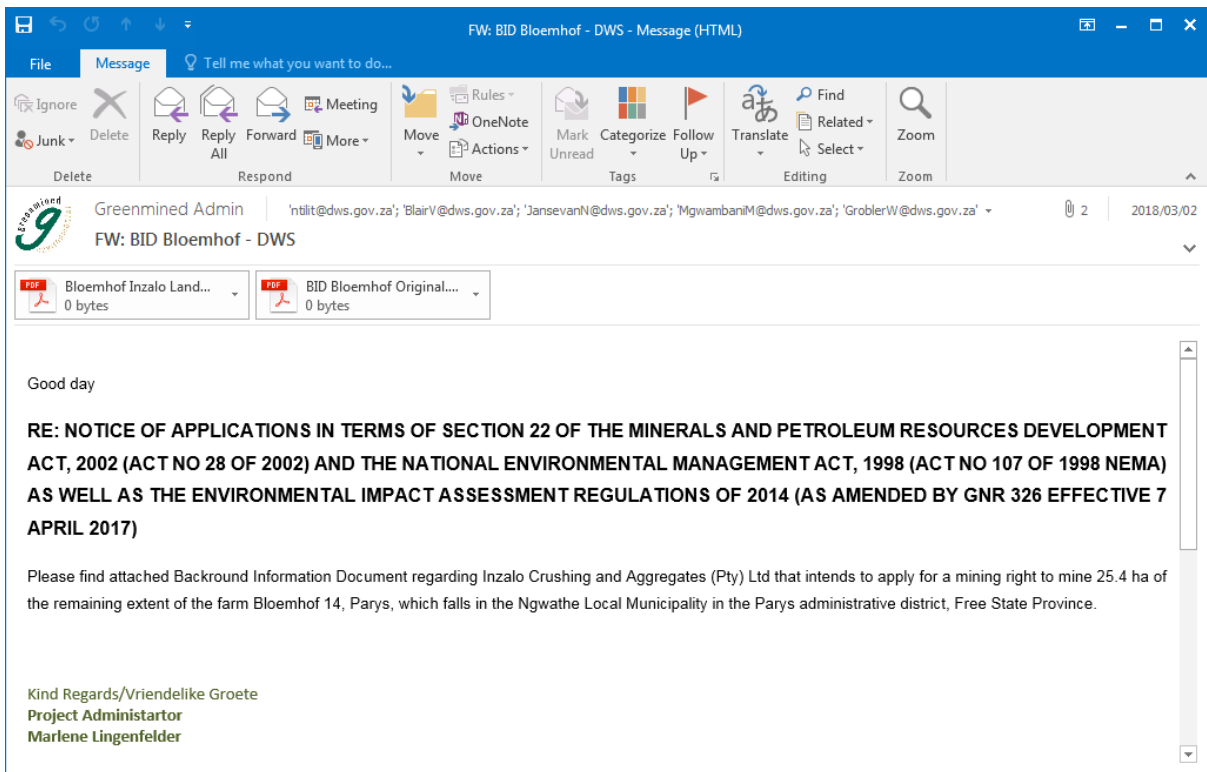 FW: BID Bloemhof - DWS - Message (HTML)
File Message Tell me what you want to do...
Ignore
Junk
Delete
Reply
Reply All
Forward
Meeting
More
Move
Rules
OneNote
Actions
Mark Unread
Categorize
Follow Up
Translate
Find
Related
Select
Zoom
Delete Respond Move Tags Editing Zoom
Greenmined
g
Greenmined Admin 'ntilit@dws.gov.za'; 'BlairV@dws.gov.za'; 'JansevanN@dws.gov.za'; 'MgwambaniM@dws.gov.za'; 'GroblerW@dws.gov.za' 2 2018/03/02
FW: BID Bloemhof - DWS
PDF Bloemhof Inzalo Land... PDF BID Bloemhof Original....
0 bytes 0 bytes
Good day
RE: NOTICE OF APPLICATIONS IN TERMS OF SECTION 22 OF THE MINERALS AND PETROLEUM RESOURCES DEVELOPMENT
ACT, 2002 (ACT NO 28 OF 2002) AND THE NATIONAL ENVIRONMENTAL MANAGEMENT ACT, 1998 (ACT NO 107 OF 1998 NEMA)
AS WELL AS THE ENVIRONMENTAL IMPACT ASSESSMENT REGULATIONS OF 2014 (AS AMENDED BY GNR 326 EFFECTIVE 7
APRIL 2017)
Please find attached Backround Information Document regarding Inzalo Crushing and Aggregates (Pty) Ltd that intends to apply for a mining right to mine 25.4 ha of
the remaining extent of the farm Bloemhof 14, Parys, which falls in the Ngwathe Local Municipality in the Parys administrative district, Free State Province.
Kind Regards/Vriendelike Groete
Project Administartor
Marlene Lingenfelder